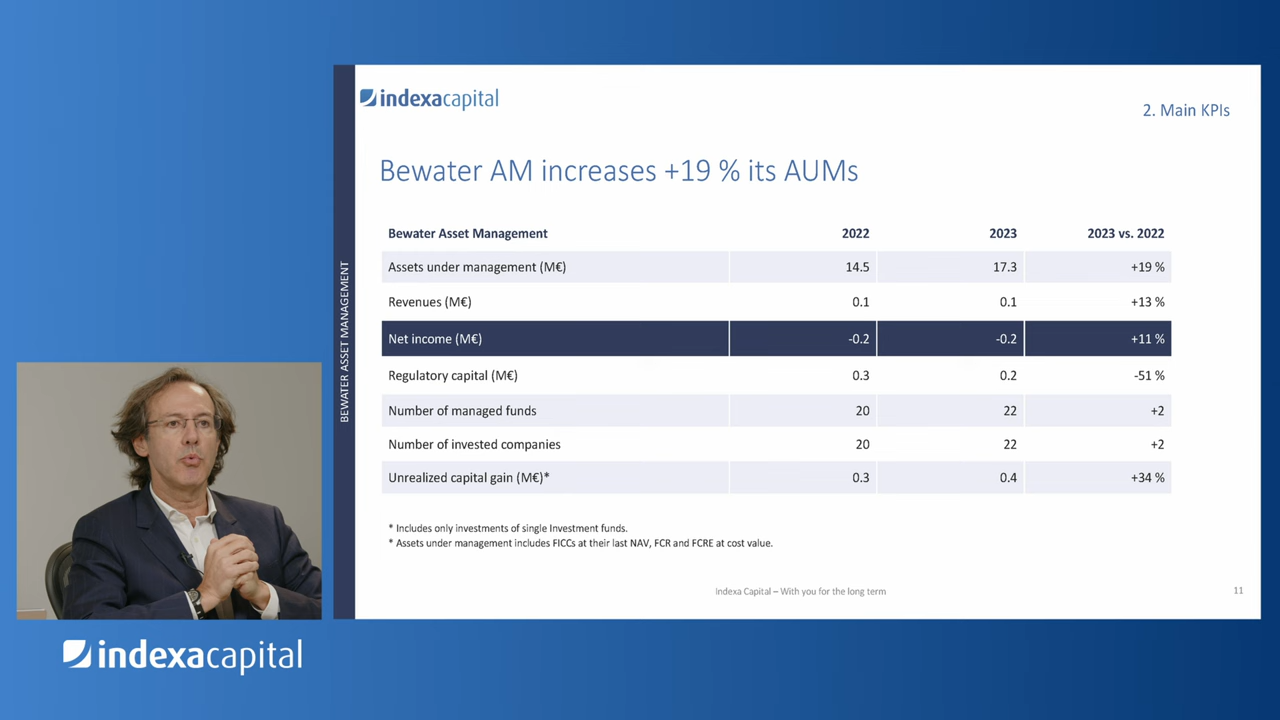 indexacapital
2. Main KPIs
Bewater AM increases +19 % its AUMs
BEWATER ASSET MANAGEMENT
Bewater Asset Management 2022 2023 2023 vs. 2022
Assets under management (M€) 14.5 17.3 +19 %
Revenues (M€) 0.1 0.1 +13 %
Net income (M€) -0.2 -0.2 +11 %
Regulatory capital (M€) 0.3 0.2 -51 %
Number of managed funds 20 22 +2
Number of invested companies 20 22 +2
Unrealized capital gain (M€)* 0.3 0.4 +34 %
* Includes only investments of single Investment funds.
* Assets under management includes FICCs at their last NAV, FCR and FCRE at cost value.
Indexa Capital – With you for the long term
11
indexacapital